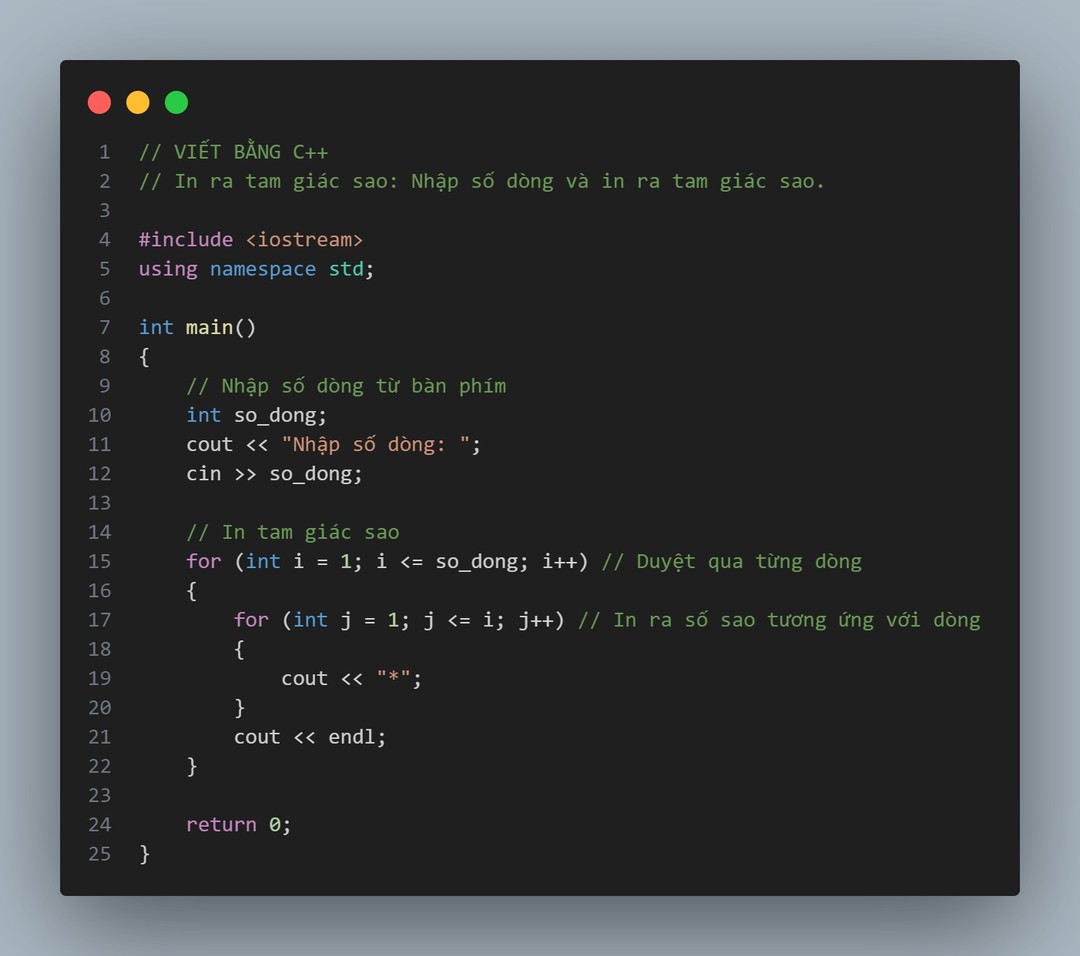 1 // VIẾT BẰNG C++
2 // In ra tam giác sao: Nhập số dòng và in ra tam giác sao.
3
4 #include <iostream>
5 using namespace std;
6
7 int main()
8 {
9     // Nhập số dòng từ bàn phím
10     int so_dong;
11     cout << "Nhập số dòng: ";
12     cin >> so_dong;
13
14     // In tam giác sao
15     for (int i = 1; i <= so_dong; i++) // Duyệt qua từng dòng
16     {
17         for (int j = 1; j <= i; j++) // In ra số sao tương ứng với dòng
18         {
19             cout << "*";
20         }
21         cout << endl;
22     }
23
24     return 0;
25 }